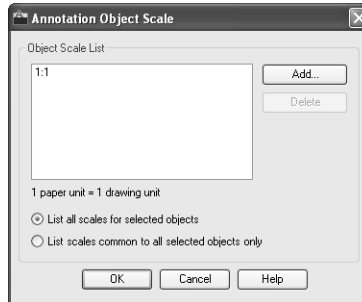 Annotation Object Scale
Object Scale List
1:1
Add...
Delete
1 paper unit = 1 drawing unit
List all scales for selected objects
List scales common to all selected objects only
OK
Cancel
Help